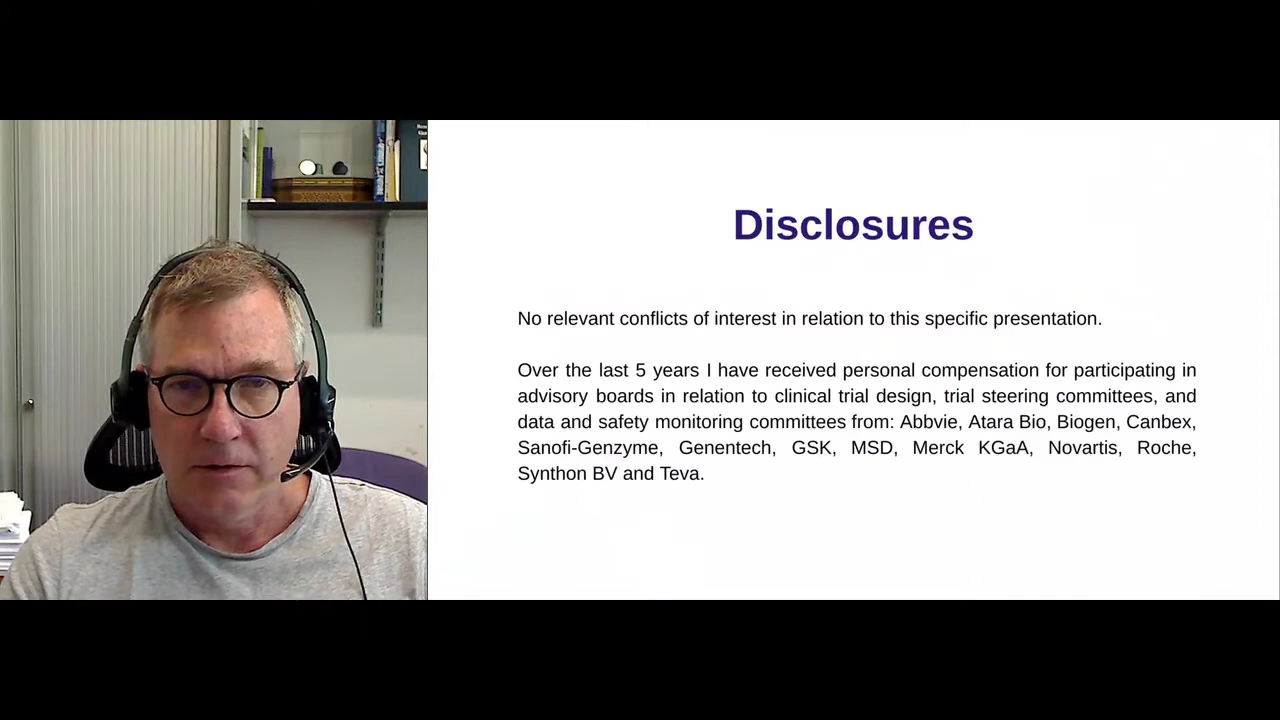 Disclosures
No relevant conflicts of interest in relation to this specific presentation.
Over the last 5 years I have received personal compensation for participating in
advisory boards in relation to clinical trial design, trial steering committees, and
data and safety monitoring committees from: Abbvie, Atara Bio, Biogen, Canbex,
Sanofi-Genzyme, Genentech, GSK, MSD, Merck KGaA, Novartis, Roche,
Synthon BV and Teva.